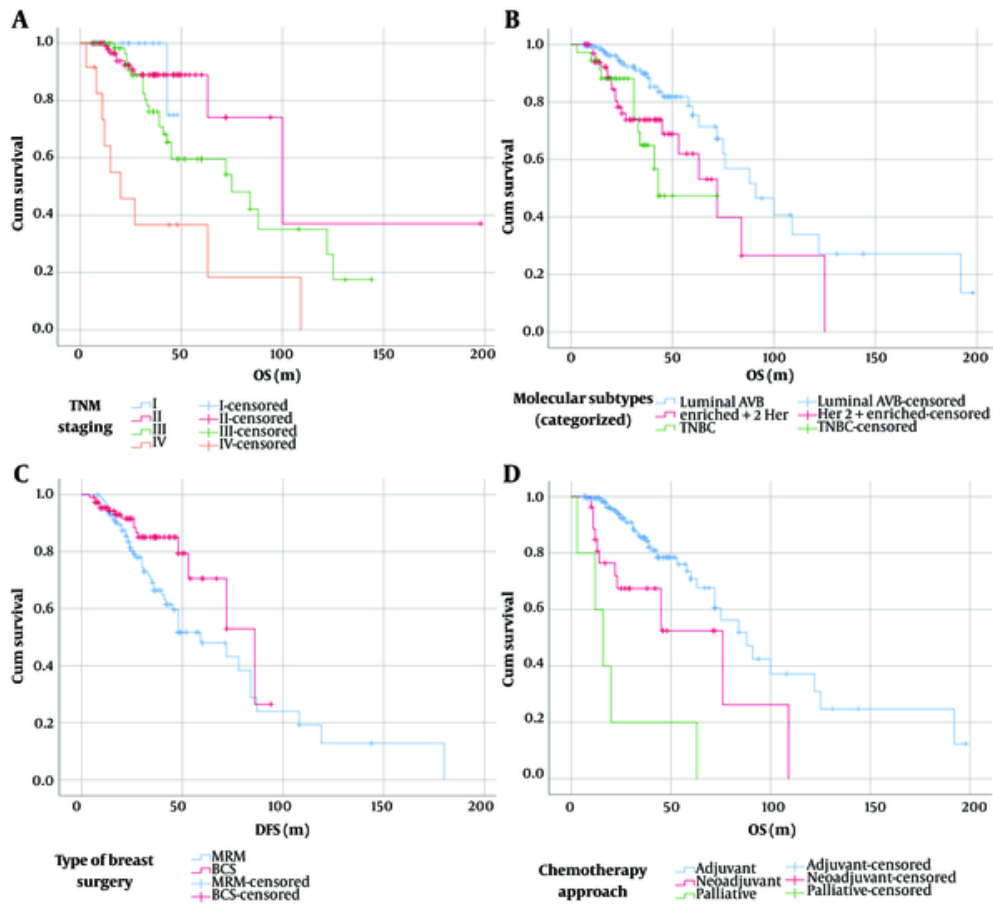 A
1.0
0.8
0.6
0.4
0.2
0.0
Cum survival
0 50 100 150 200
OS (m)
TNM staging
I
II
III
IV
I-censored
II-censored
III-censored
IV-censored
B
1.0
0.8
0.6
0.4
0.2
0.0
Cum survival
0 50 100 150 200
OS (m)
Molecular subtypes
(categorized)
Luminal AVB
enriched + 2 Her
TNBC
Luminal AVB-censored
Her 2 + enriched-censored
TNBC-censored
C
1.0
0.8
0.6
0.4
0.2
0.0
Cum survival
0 50 100 150 200
DFS (m)
Type of breast
surgery
MRM
BCS
MRM-censored
BCS-censored
D
1.0
0.8
0.6
0.4
0.2
0.0
Cum survival
0 50 100 150 200
OS (m)
Chemotherapy
approach
Adjuvant
Neoadjuvant
Palliative
Adjuvant-censored
Neoadjuvant-censored
Palliative-censored